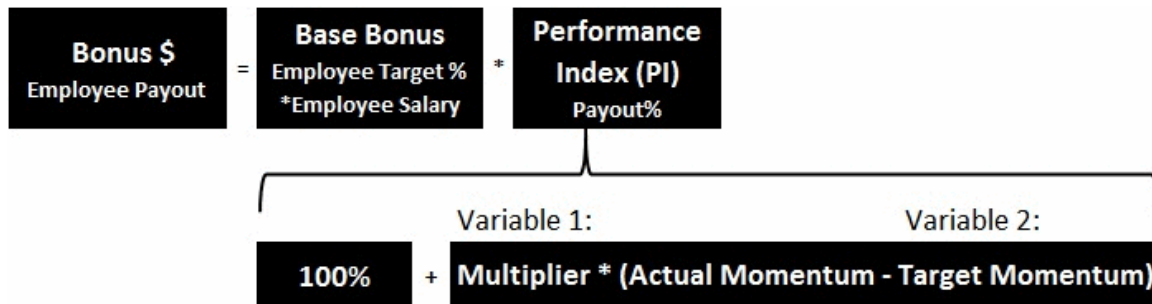 Bonus $
Employee Payout
=
Base Bonus
Employee Target %
*Employee Salary
*
Performance
Index (PI)
Payout%
Variable 1:
Variable 2:
100%
+
Multiplier * (Actual Momentum - Target Momentum)